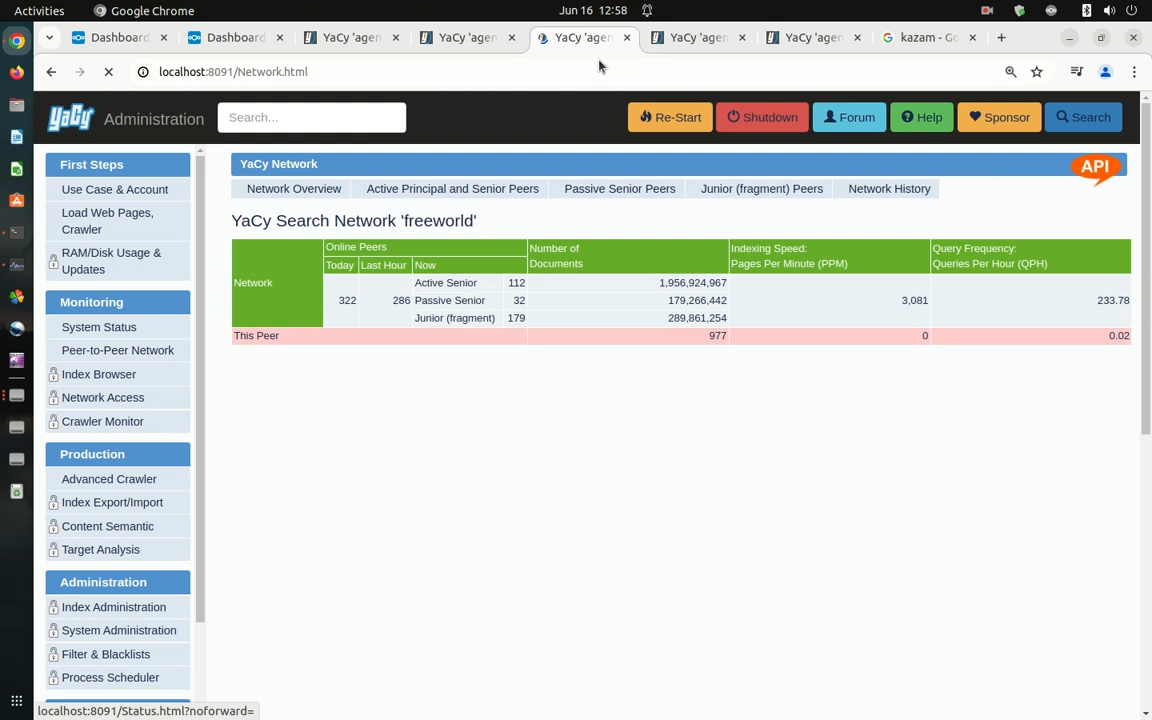 Activities
Google Chrome
Jun 16 12:58
Dashboard
Dashboard
YaCy 'agen
YaCy 'agen
YaCy 'agen
YaCy 'agen
YaCy 'agen
kazam - Go
localhost:8091/Network.html
YaCy
Administration
Search...
Re-Start
Shutdown
Forum
Help
Sponsor
Search
First Steps
Use Case & Account
Load Web Pages,
Crawler
RAM/Disk Usage &
Updates
Monitoring
System Status
Peer-to-Peer Network
Index Browser
Network Access
Crawler Monitor
Production
Advanced Crawler
Index Export/Import
Content Semantic
Target Analysis
Administration
Index Administration
System Administration
Filter & Blacklists
Process Scheduler
YaCy Network
API
Network Overview
Active Principal and Senior Peers
Passive Senior Peers
Junior (fragment) Peers
Network History
YaCy Search Network 'freeworld'
Network
Online Peers
Number of
Documents
Indexing Speed:
Pages Per Minute (PPM)
Query Frequency:
Queries Per Hour (QPH)
Today Last Hour Now
Active Senior 112 1,956,924,967
322 286 Passive Senior 32 179,266,442 3,081 233.78
Junior (fragment) 179 289,861,254
This Peer 977 0 0.02
localhost:8091/Status.html?noforward=